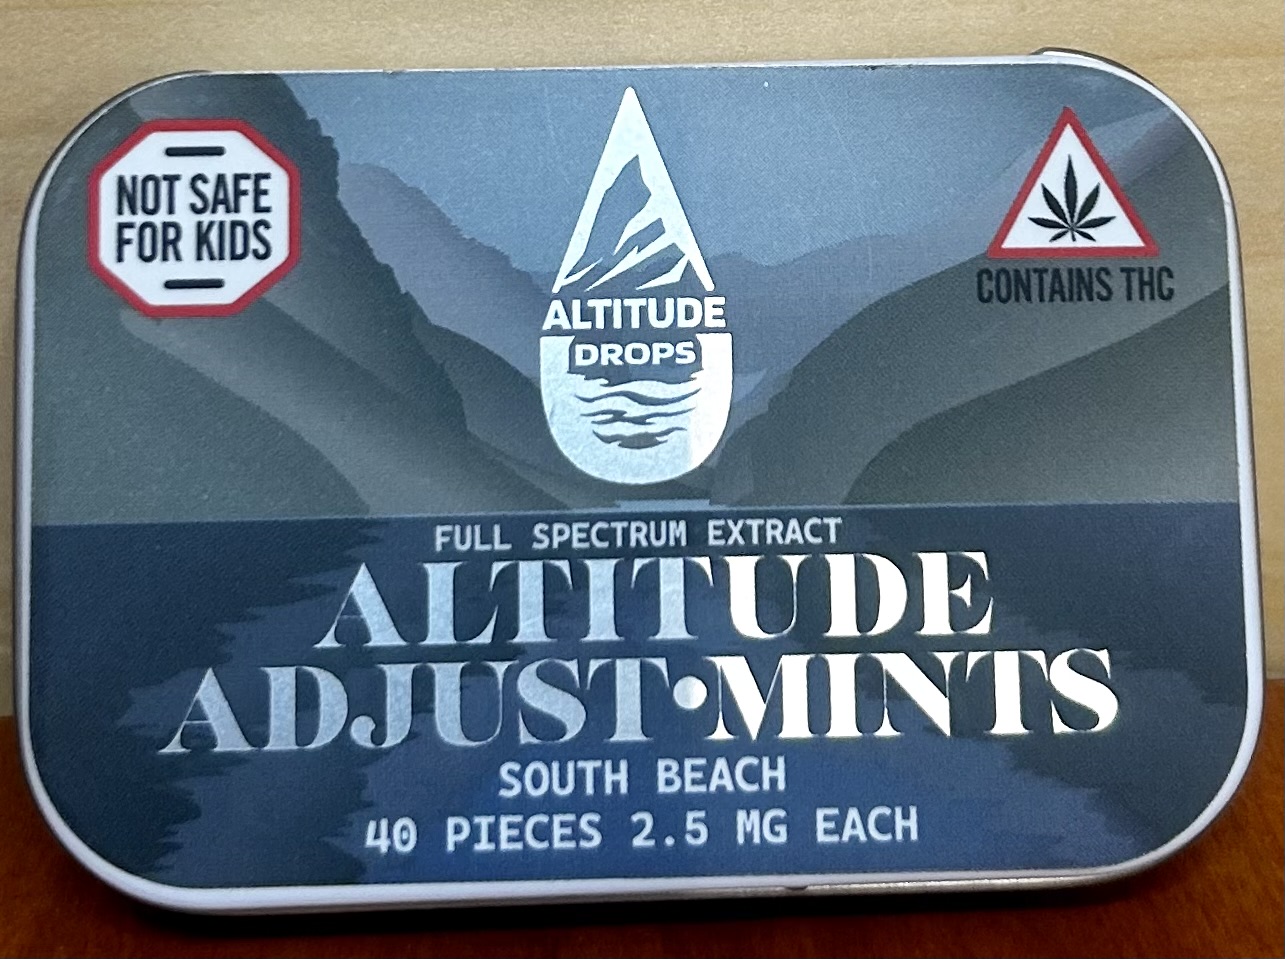 NOT SAFE
FOR KIDS
ALTITUDE
DROPS
CONTAINS THC
FULL SPECTRUM EXTRACT
ALTITUDE
ADJUST•MINTS
SOUTH BEACH
40 PIECES 2.5 MG EACH